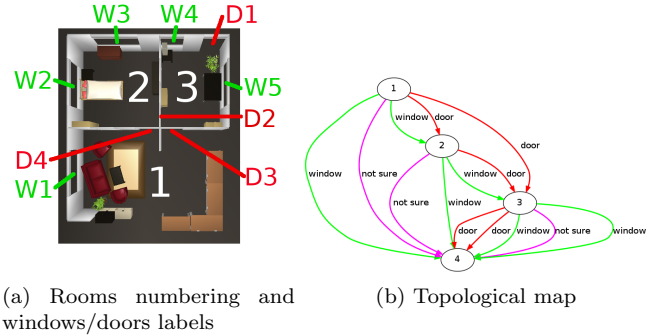 W3 W4 D1
W2 2 3 W5
D2
D4 D3
W1 1
1
window door
2 door
window not sure
window door
not sure window 3
door door window not sure window
4
(a) Rooms numbering and
windows/doors labels
(b) Topological map